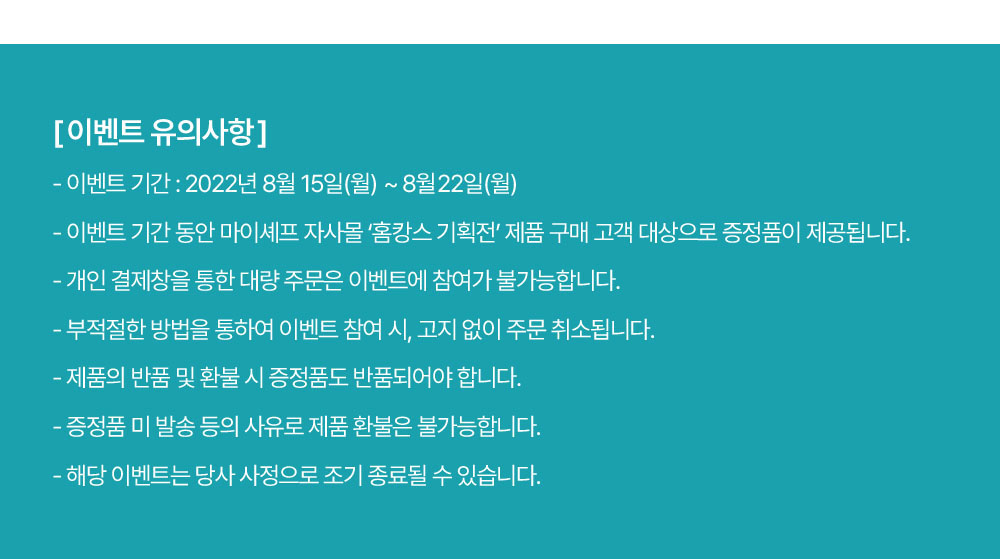 [이벤트 유의사항]
- 이벤트 기간 : 2022년 8월 15일(월) ~ 8월22일(월)
- 이벤트 기간 동안 마이셰프 자사몰 ‘홈캉스 기획전’ 제품 구매 고객 대상으로 증정품이 제공됩니다.
- 개인 결제창을 통한 대량 주문은 이벤트에 참여가 불가능합니다.
- 부적절한 방법을 통하여 이벤트 참여 시, 고지 없이 주문 취소됩니다.
- 제품의 반품 및 환불 시 증정품도 반품되어야 합니다.
- 증정품 미 발송 등의 사유로 제품 환불은 불가능합니다.
- 해당 이벤트는 당사 사정으로 조기 종료될 수 있습니다.